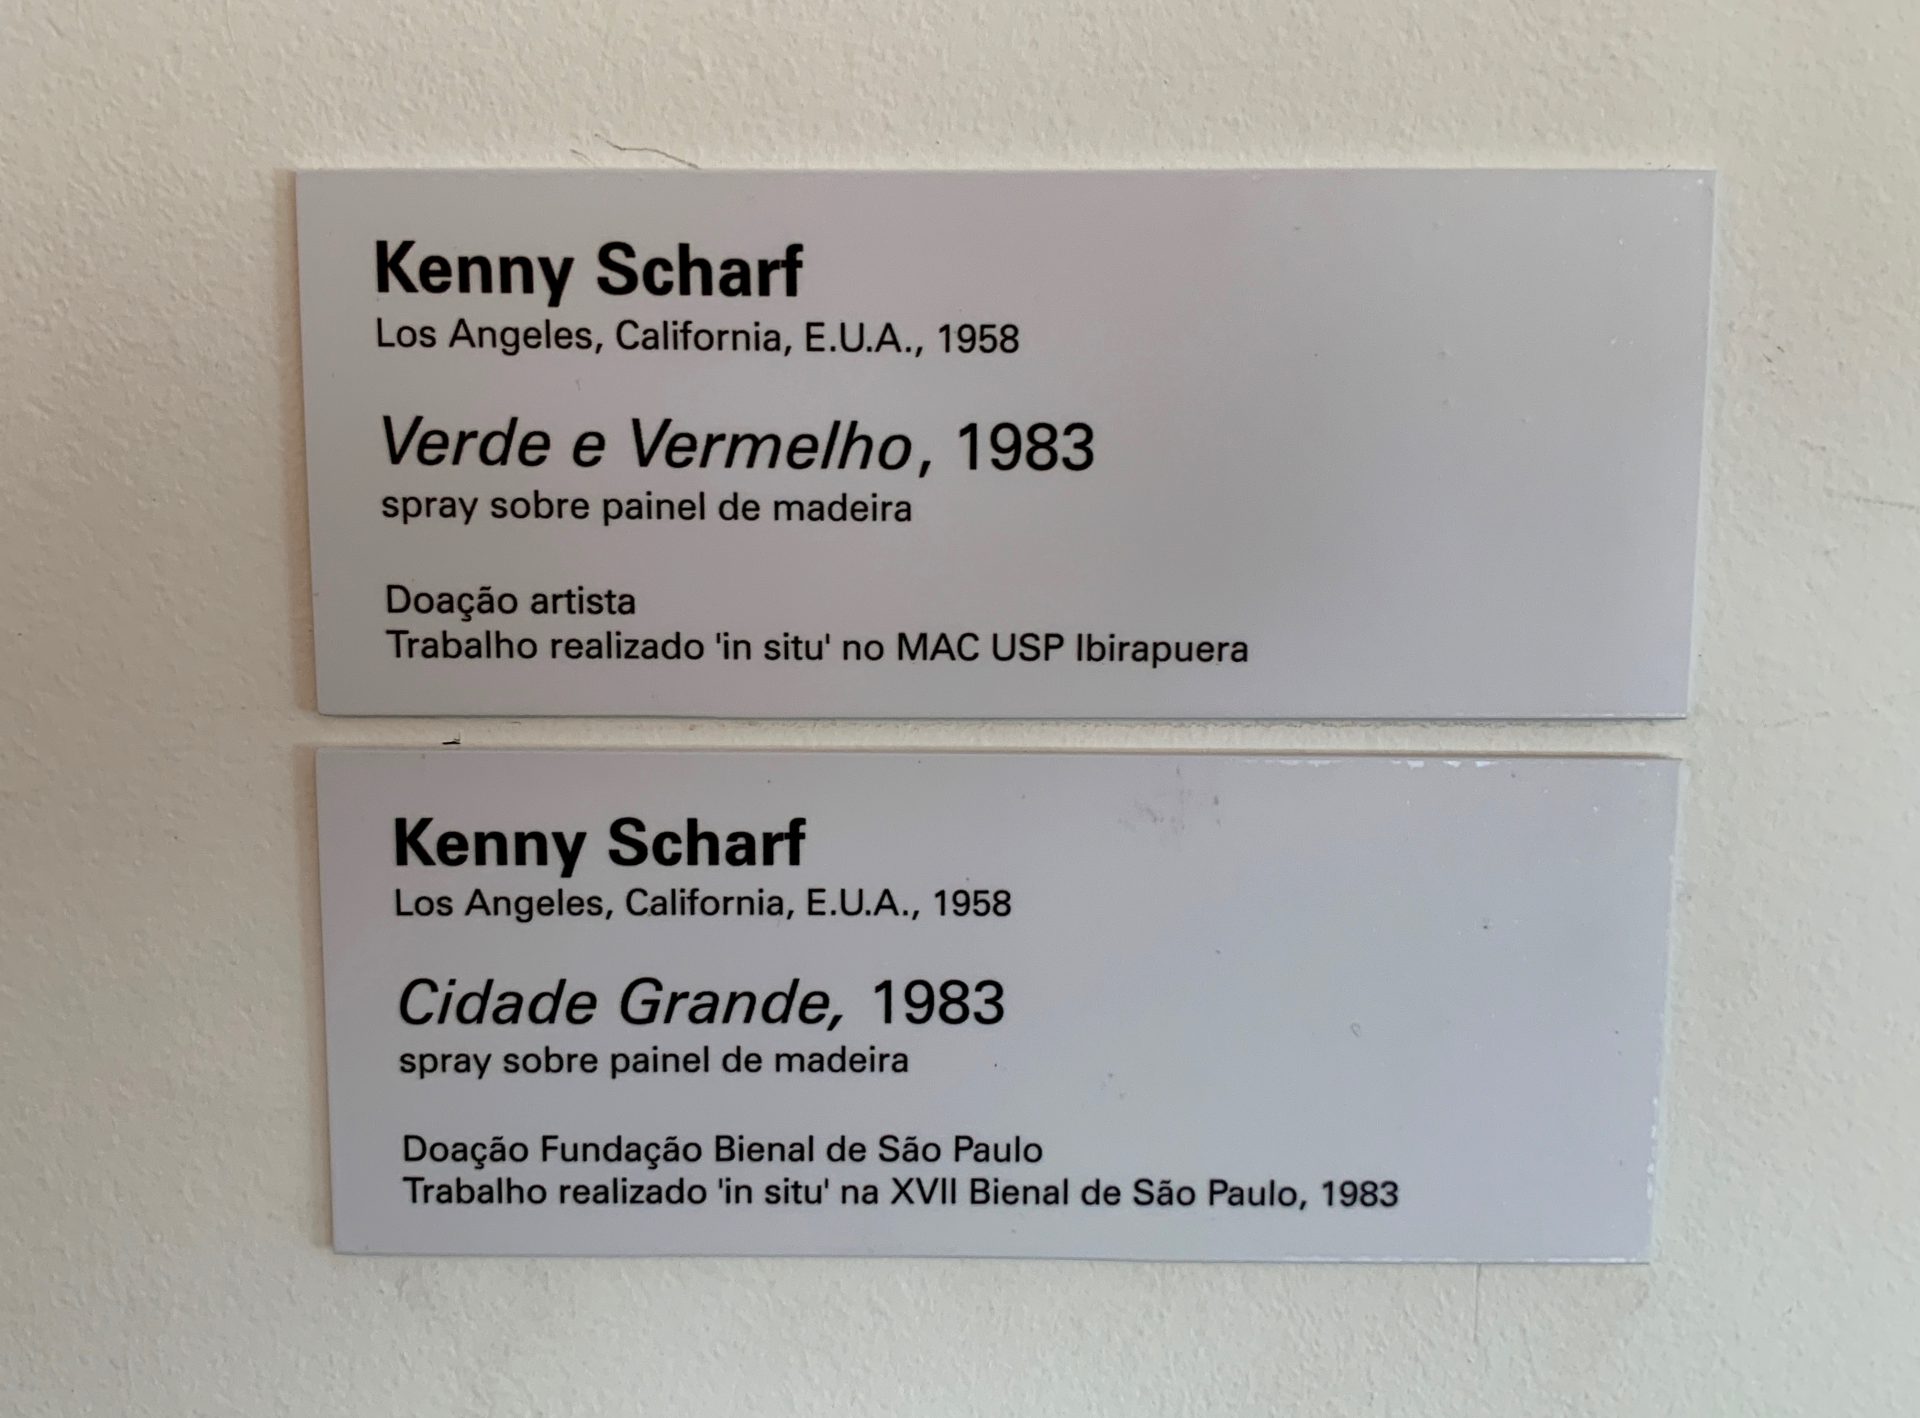 Kenny Scharf
Los Angeles, California, E.U.A., 1958
Verde e Vermelho, 1983
spray sobre painel de madeira
Doação artista
Trabalho realizado 'in situ' no MAC USP Ibirapuera
Kenny Scharf
Los Angeles, California, E.U.A., 1958
Cidade Grande, 1983
spray sobre painel de madeira
Doação Fundação Bienal de São Paulo
Trabalho realizado 'in situ' na XVII Bienal de São Paulo, 1983